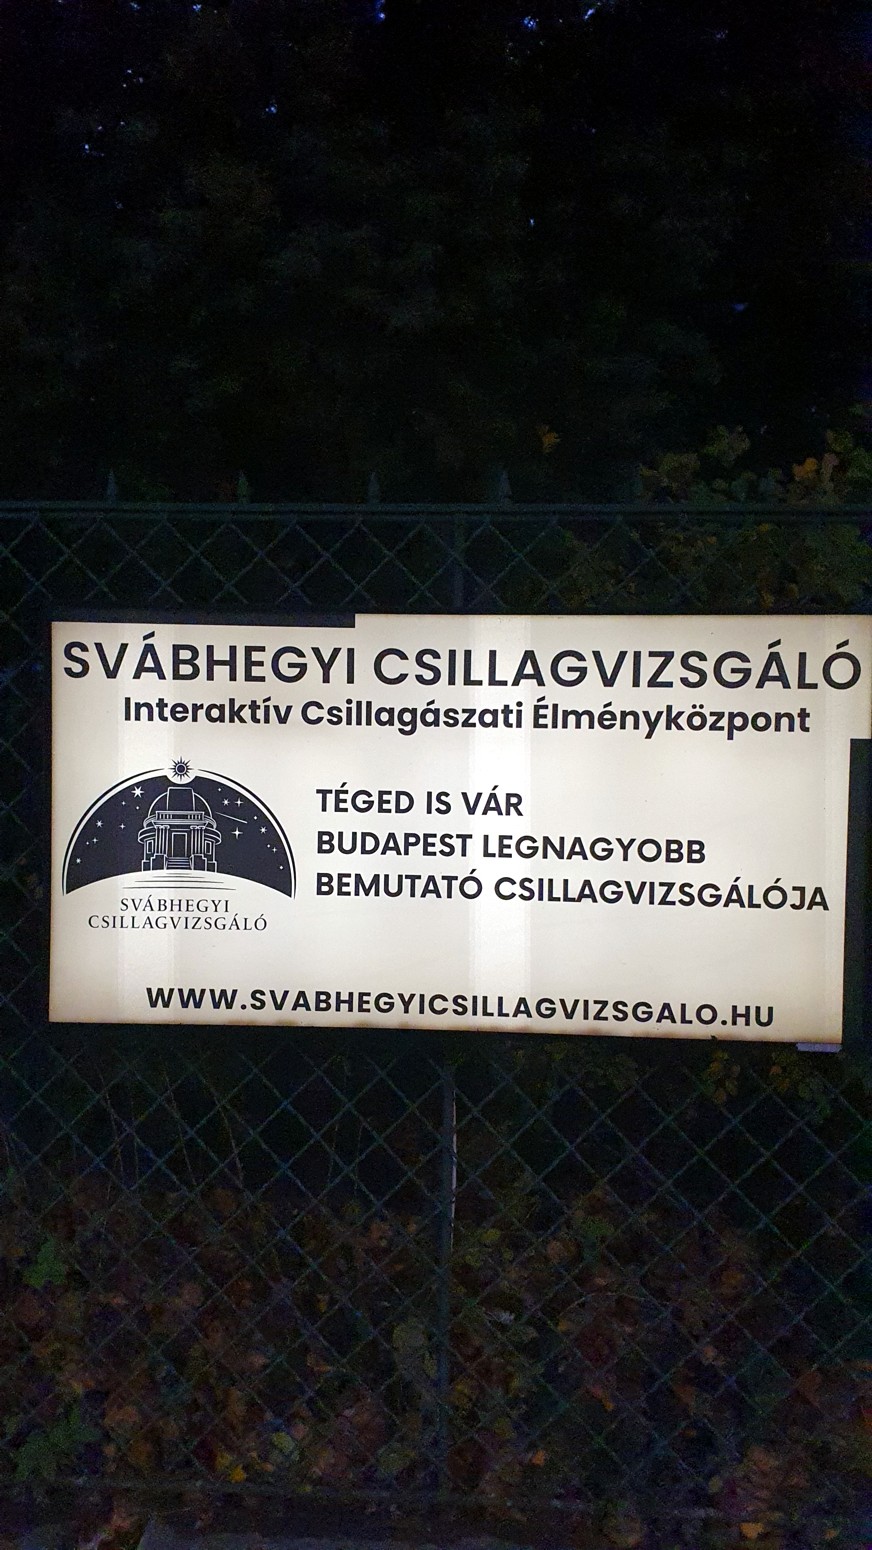 SVÁBHEGYI CSILLAGVIZSGÁLÓ
Interaktív Csillagászati Élményközpont
TÉGED IS VÁR
BUDAPEST LEGNAGYOBB
BEMUTATÓ CSILLAGVIZSGÁLÓJA
SVÁBHEGYI
CSILLAGVIZSGÁLÓ
WWW.SVABHEGYICSILLAGVIZSGALO.HU